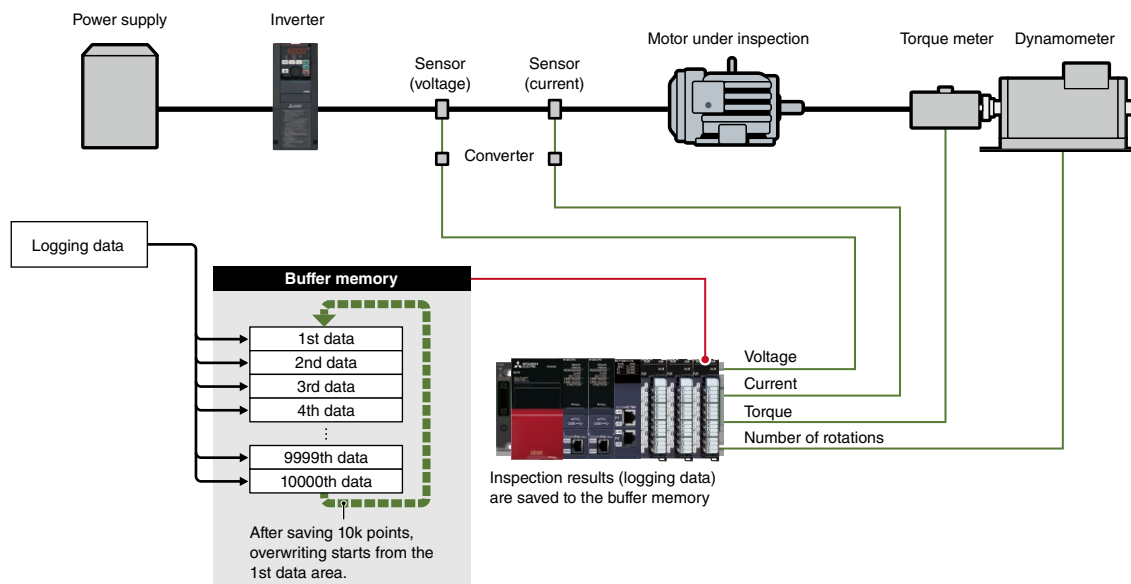 Power supply
Inverter
Sensor
(voltage)
Sensor
(current)
Motor under inspection
Torque meter
Dynamometer
Converter
Logging data
Buffer memory
1st data
2nd data
3rd data
4th data
9999th data
10000th data
After saving 10k points,
overwriting starts from the
1st data area.
Voltage
Current
Torque
Number of rotations
Inspection results (logging data)
are saved to the buffer memory